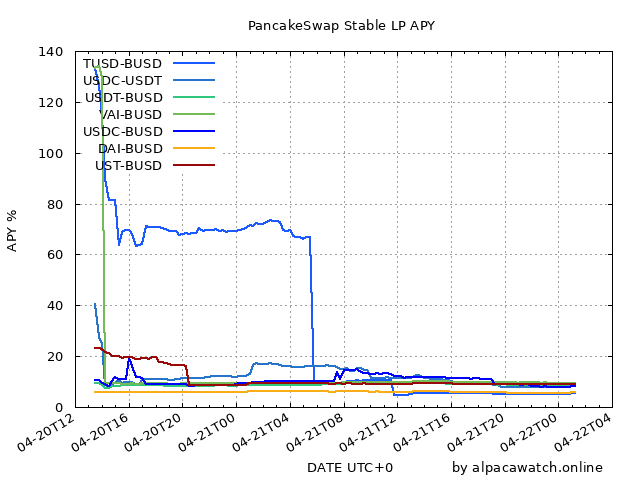 PancakeSwap Stable LP APY
140
120
100
80
60
40
20
0
APY %
TUSD-BUSD
USDC-USDT
USDT-BUSD
VAI-BUSD
USDC-BUSD
DAI-BUSD
UST-BUSD
04-20T12
04-20T16
04-20T20
04-21T00
04-21T04
04-21T08
04-21T12
04-21T16
04-21T20
04-22T00
04-22T04
DATE UTC+0
by alpacawatch.online